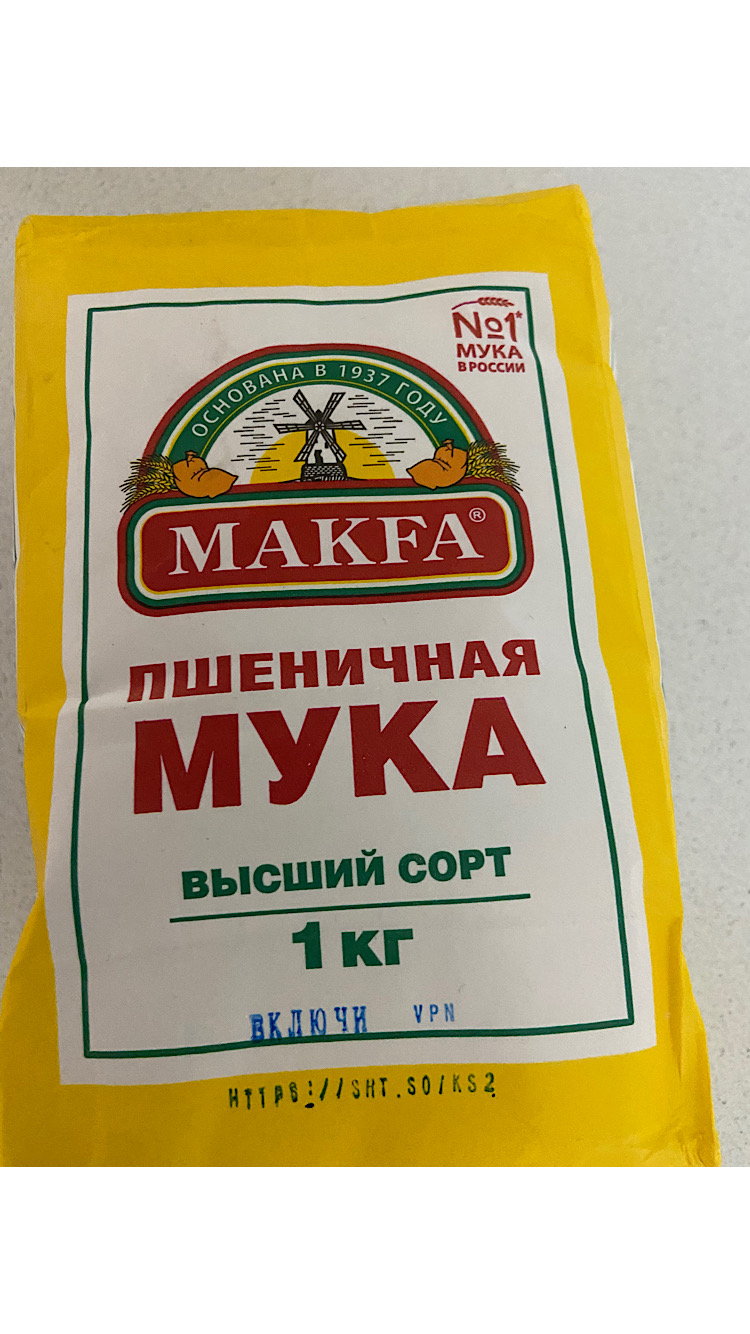 №1*
МУКА
В РОССИИ
ОСНОВАНА В 1937 ГОДУ
MAKFA®
ПШЕНИЧНАЯ
МУКА
ВЫСШИЙ СОРТ
1 кг
ВКЛЮЧИ VPN
HTTPS://SHT.SO/KS2